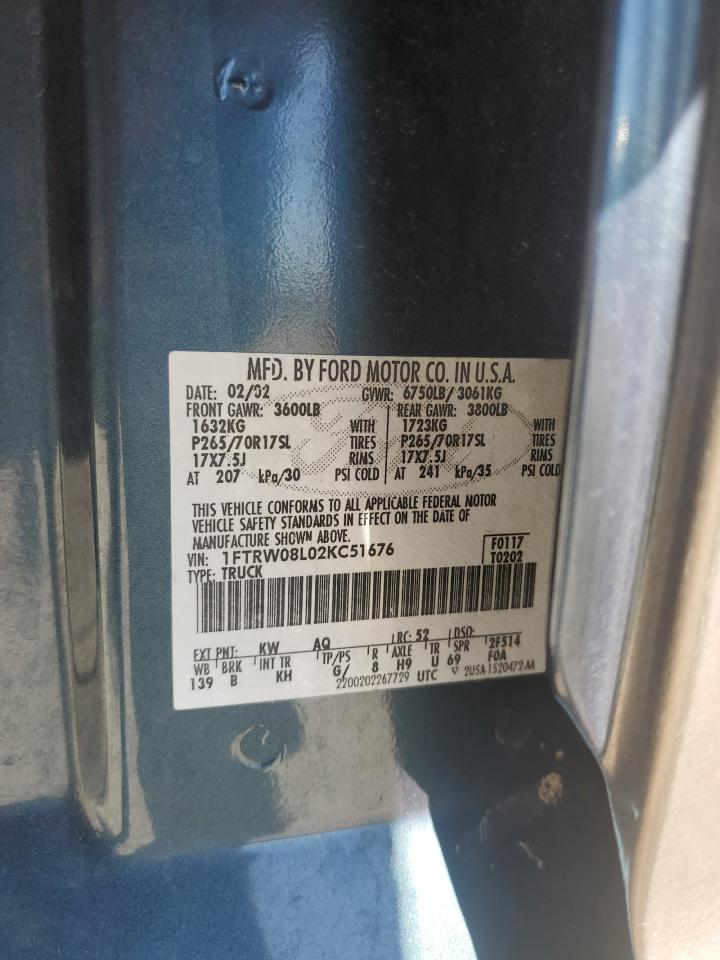 MFD. BY FORD MOTOR CO. IN U.S.A.
DATE: 02/02 GVWR: 6750LB/ 3061KG
FRONT GAWR: 3600LB REAR GAWR: 3800LB
1632KG WITH 1723KG WITH
P265/70R17SL TIRES P265/70R17SL TIRES
17X7.5J RIMS 17X7.5J RIMS
AT 207 kPa/30 PSI COLD AT 241 kPa/35 PSI COLD
THIS VEHICLE CONFORMS TO ALL APPLICABLE FEDERAL MOTOR
VEHICLE SAFETY STANDARDS IN EFFECT ON THE DATE OF
MANUFACTURE SHOWN ABOVE.
VIN: 1FTRW08L02KC51676 F0117
TYPE: TRUCK T0202
EXT PNT: KW AQ RC: 52 DSO:
WB BRK INT TR TP/PS R AXLE TR SPR 2F514
139 B KH G/ 8 H9 U 69 F0A
2200202267729 UTC 2U5A-1520472-AA